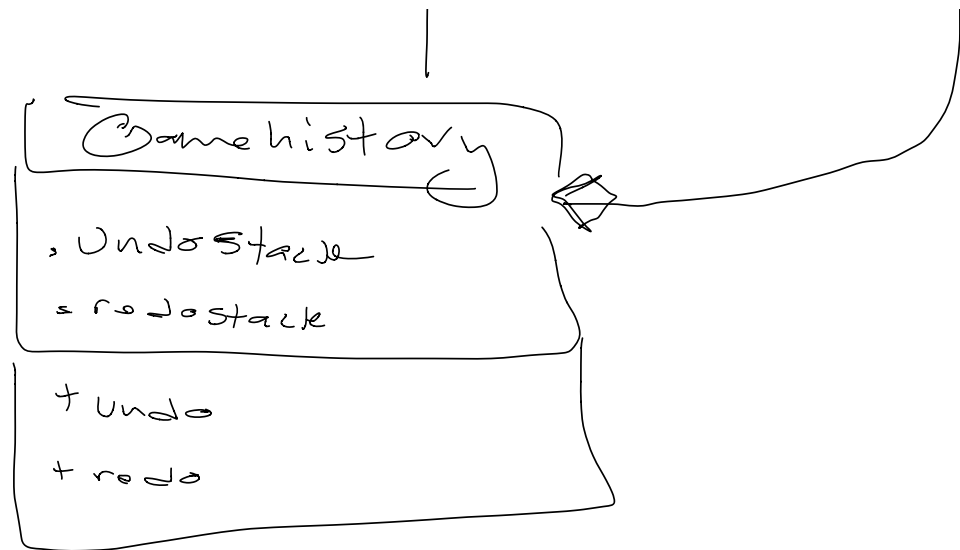 Gamehistory
. Undostack
. redostack
+ undo
+ redo